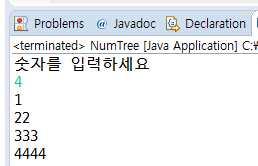 Problems @ Javadoc Declaration
<terminated> NumTree [Java Application] C:\
숫자를 입력하세요
4
1
22
333
4444